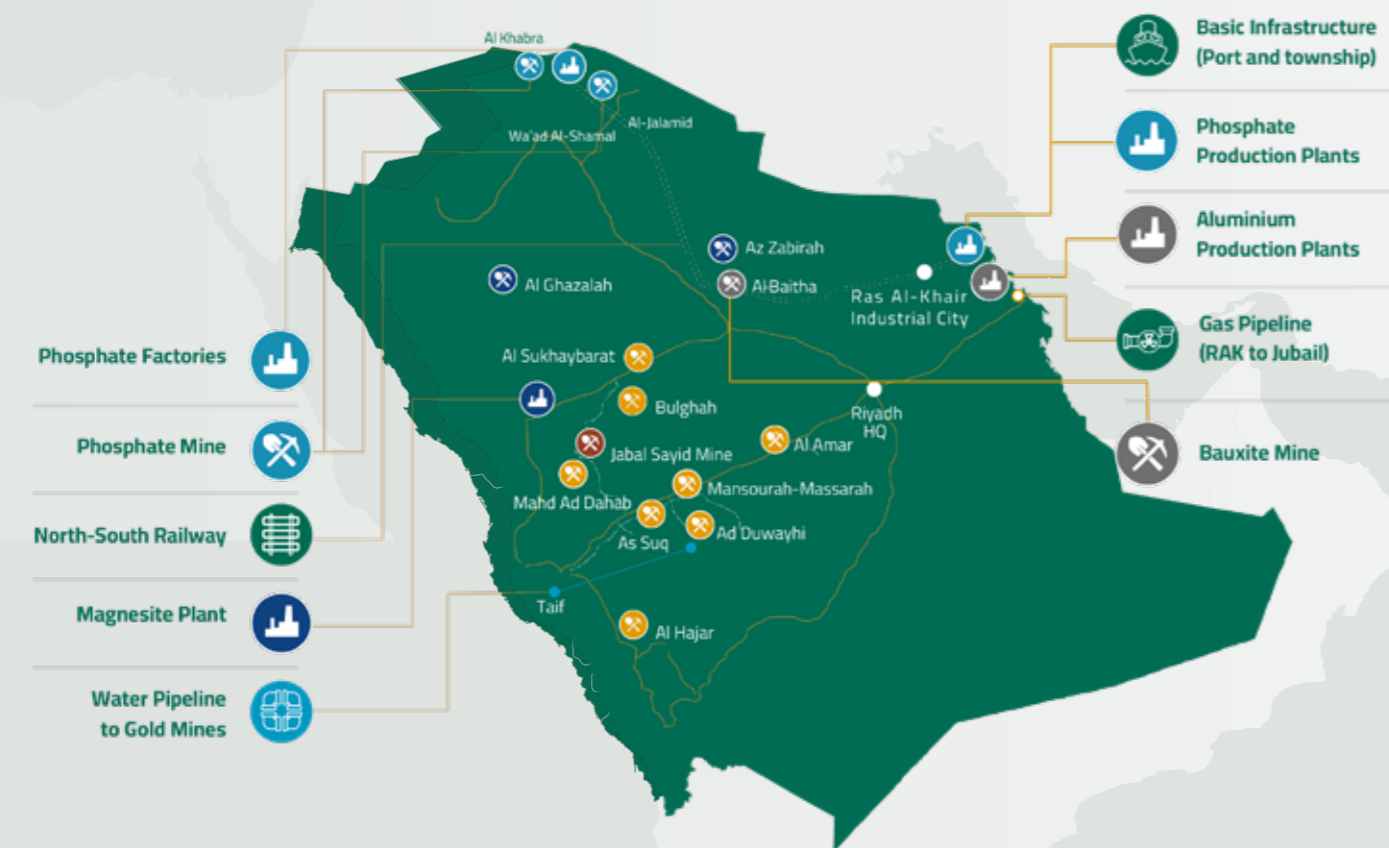 Al Khabra
Wa'ad Al-Shamal
Al-Jalamid
Az Zabirah
Al Ghazalah
Al-Baitha
Ras Al-Khair
Industrial City
Al Sukhaybarat
Bulghah
Riyadh
HQ
Jabal Sayid Mine
Al Amar
Mahd Ad Dahab
Mansourah-Massarah
As Suq
Ad Duwayhi
Taif
Al Hajar
Phosphate Factories
Phosphate Mine
North-South Railway
Magnesite Plant
Water Pipeline
to Gold Mines
Basic Infrastructure
(Port and township)
Phosphate
Production Plants
Aluminium
Production Plants
Gas Pipeline
(RAK to Jubail)
Bauxite Mine